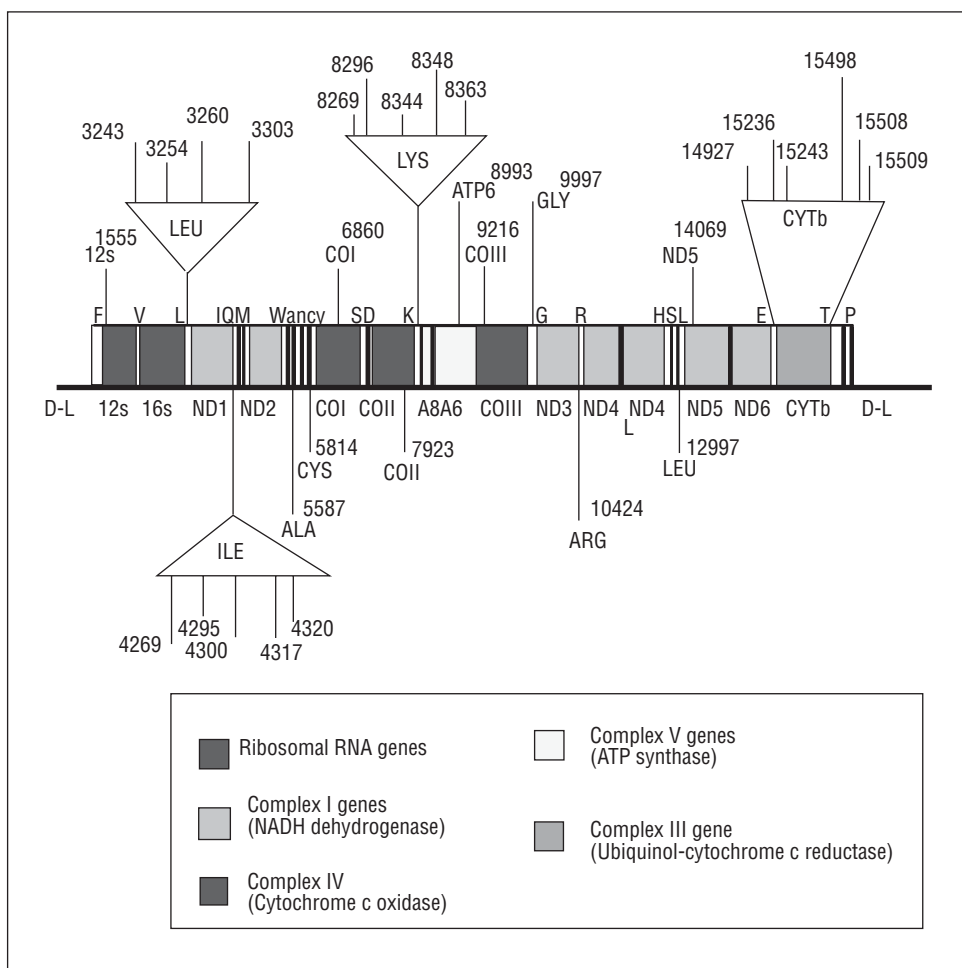 8348
15498
8296
8363
8269
8344
3260
3243
3303
3254
15236
15508
14927
15243
15509
LYS
8993
ATP6
9997
GLY
CYTb
LEU
1555
12s
6860
COI
9216
COIII
14069
ND5
F V L IQM Wancy SD K G R HSL E T P
D-L 12s 16s ND1 ND2 COI COII A8A6 COIII ND3 ND4 ND4 ND5 ND6 CYTb D-L
L
5814
CYS
7923
COII
12997
LEU
5587
ALA
10424
ARG
ILE
4295
4320
4269
4300
4317
Ribosomal RNA genes
Complex I genes
(NADH dehydrogenase)
Complex IV
(Cytochrome c oxidase)
Complex V genes
(ATP synthase)
Complex III gene
(Ubiquinol-cytochrome c reductase)